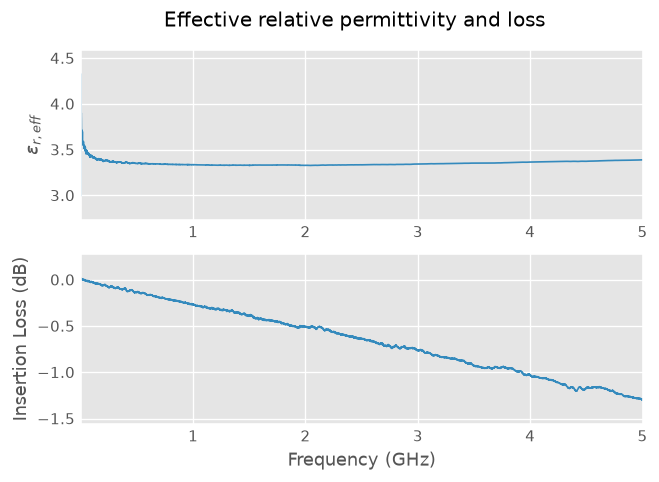 Effective relative permittivity and loss
4.5
4.0
3.5
3.0
ε_{r,eff}
1 2 3 4 5
0.0
−0.5
−1.0
−1.5
Insertion Loss (dB)
1 2 3 4 5
Frequency (GHz)